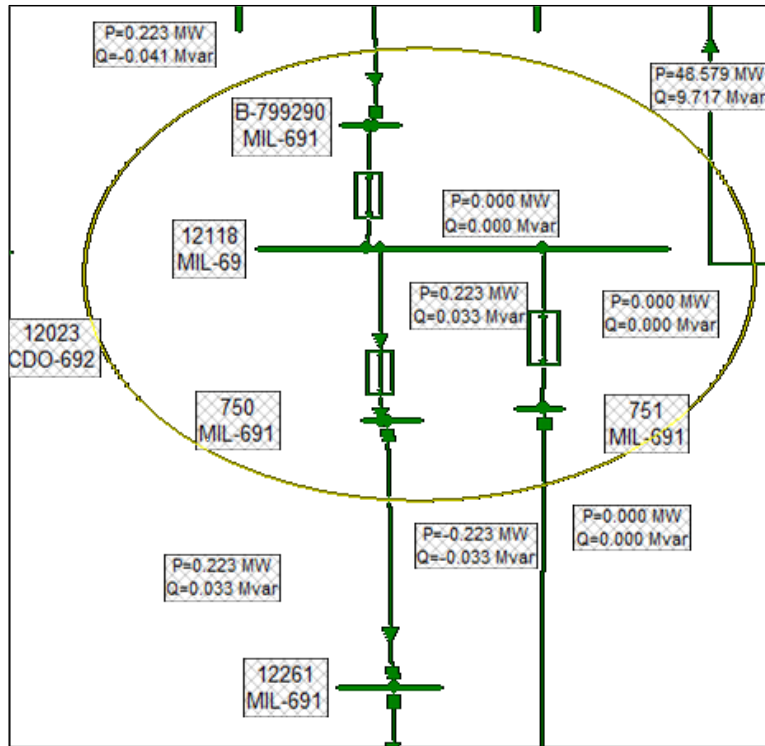 P=0.223 MW
Q=-0.041 Mvar
P=48.579 MW
Q=9.717 Mvar
B-799290
MIL-691
P=0.000 MW
Q=0.000 Mvar
12118
MIL-69
P=0.223 MW
Q=0.033 Mvar
P=0.000 MW
Q=0.000 Mvar
12023
CDO-692
750
MIL-691
751
MIL-691
P=0.000 MW
Q=0.000 Mvar
P=-0.223 MW
Q=-0.033 Mvar
P=0.223 MW
Q=0.033 Mvar
12261
MIL-691